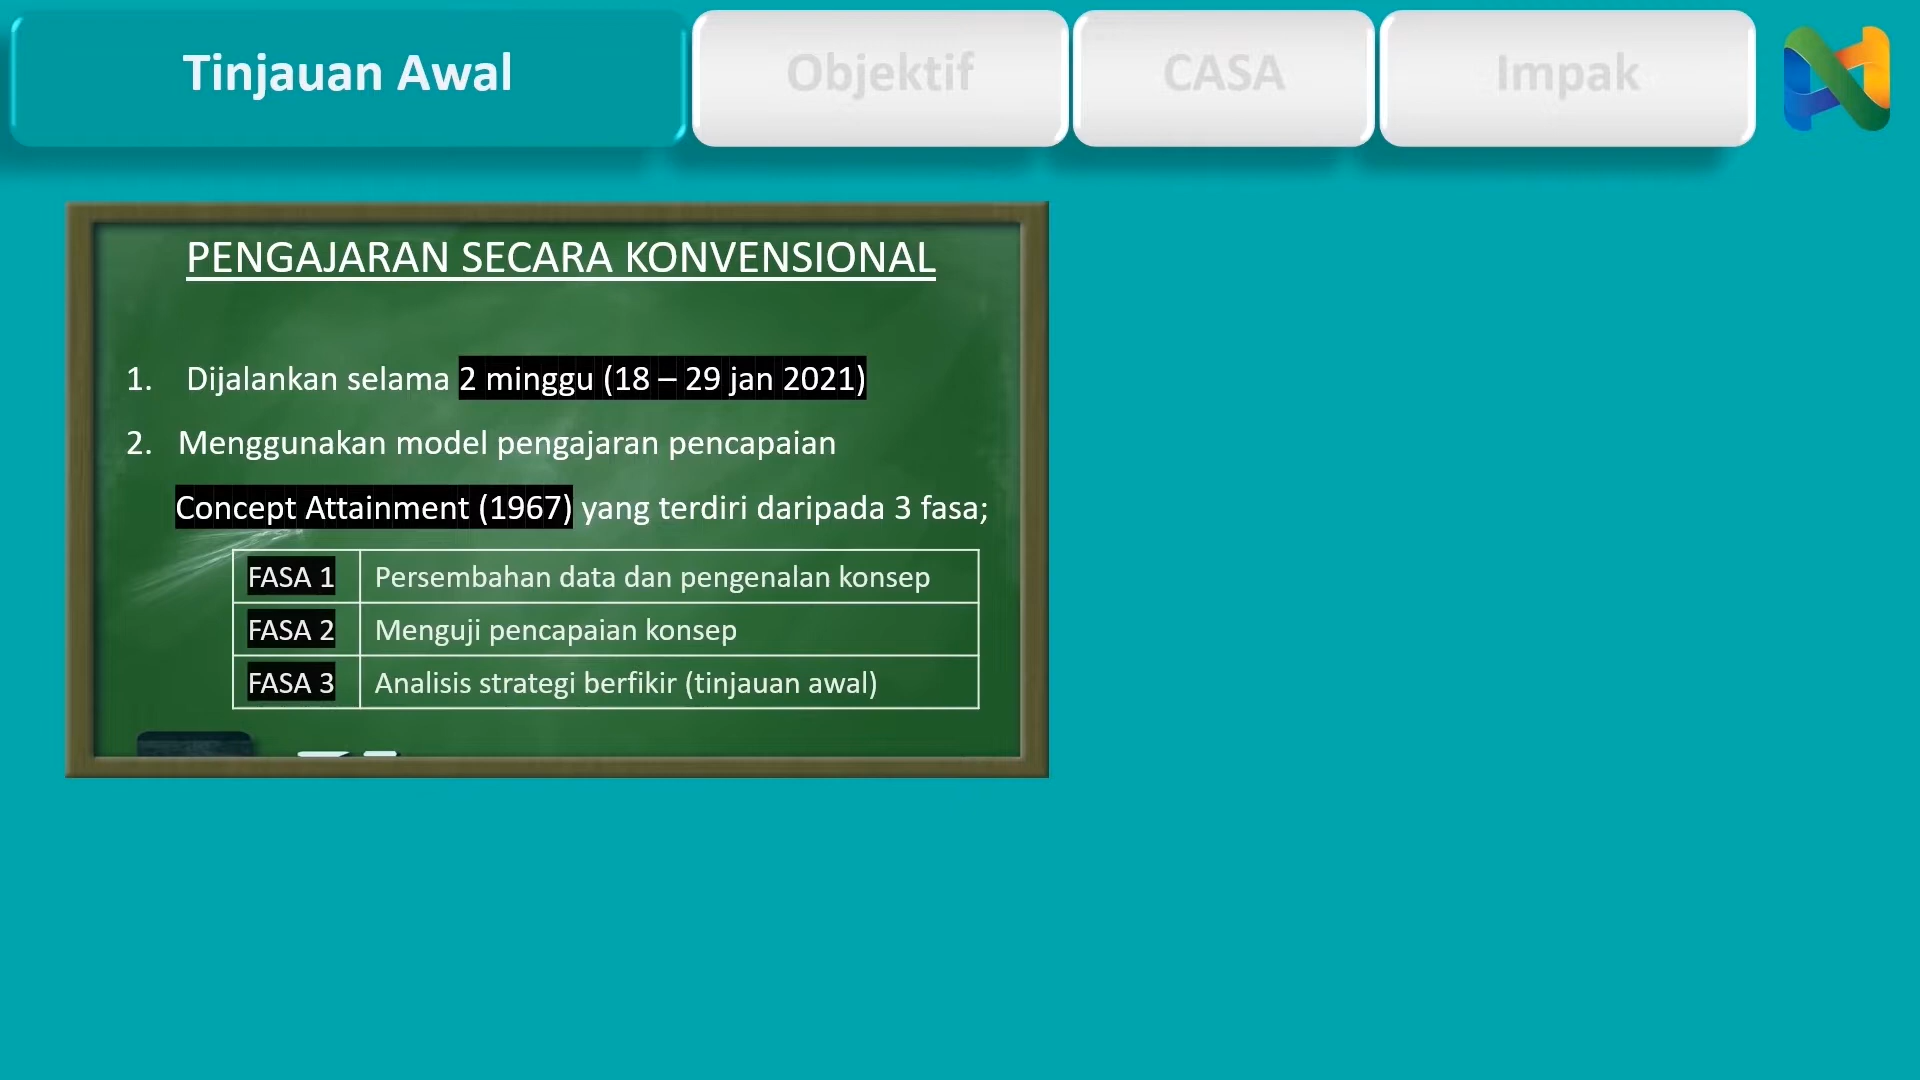 Tinjauan Awal
Objektif
CASA
Impak
PENGAJARAN SECARA KONVENSIONAL
1. Dijalankan selama 2 minggu (18 – 29 jan 2021)
2. Menggunakan model pengajaran pencapaian
Concept Attainment (1967) yang terdiri daripada 3 fasa;
FASA 1 Persembahan data dan pengenalan konsep
FASA 2 Menguji pencapaian konsep
FASA 3 Analisis strategi berfikir (tinjauan awal)